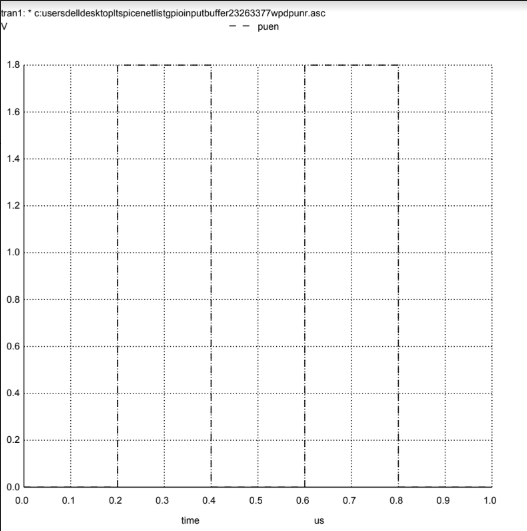 tran1: * c:usersdelldesktopltspicenetlistgpioinputbuffer23263377wpdpunr.asc
V puen
1.8
1.6
1.4
1.2
1.0
0.8
0.6
0.4
0.2
0.0
0.0 0.1 0.2 0.3 0.4 0.5 0.6 0.7 0.8 0.9 1.0
time us